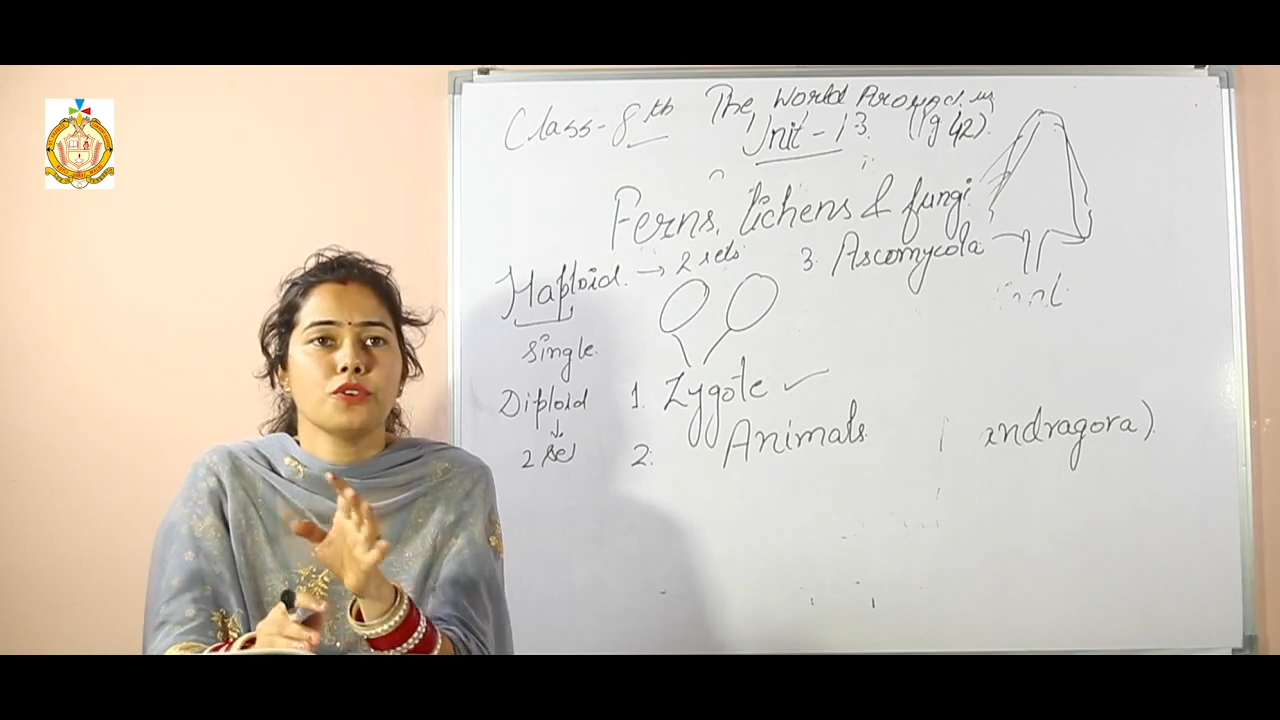 Class-8th The World Around us
Unit-13. (Pg 42).
Ferns, lichens & fungi
Haploid. → 2 sets
3. Ascomycola
single.
Diploid
↓
2 set
1. Zygote ✓
2. Animals
andragora).